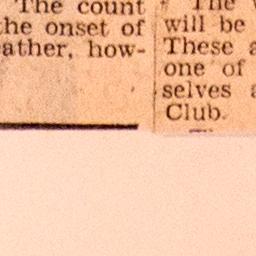 The count
the onset of
ather, how-
The
will be
These a
one of
selves a
Club.